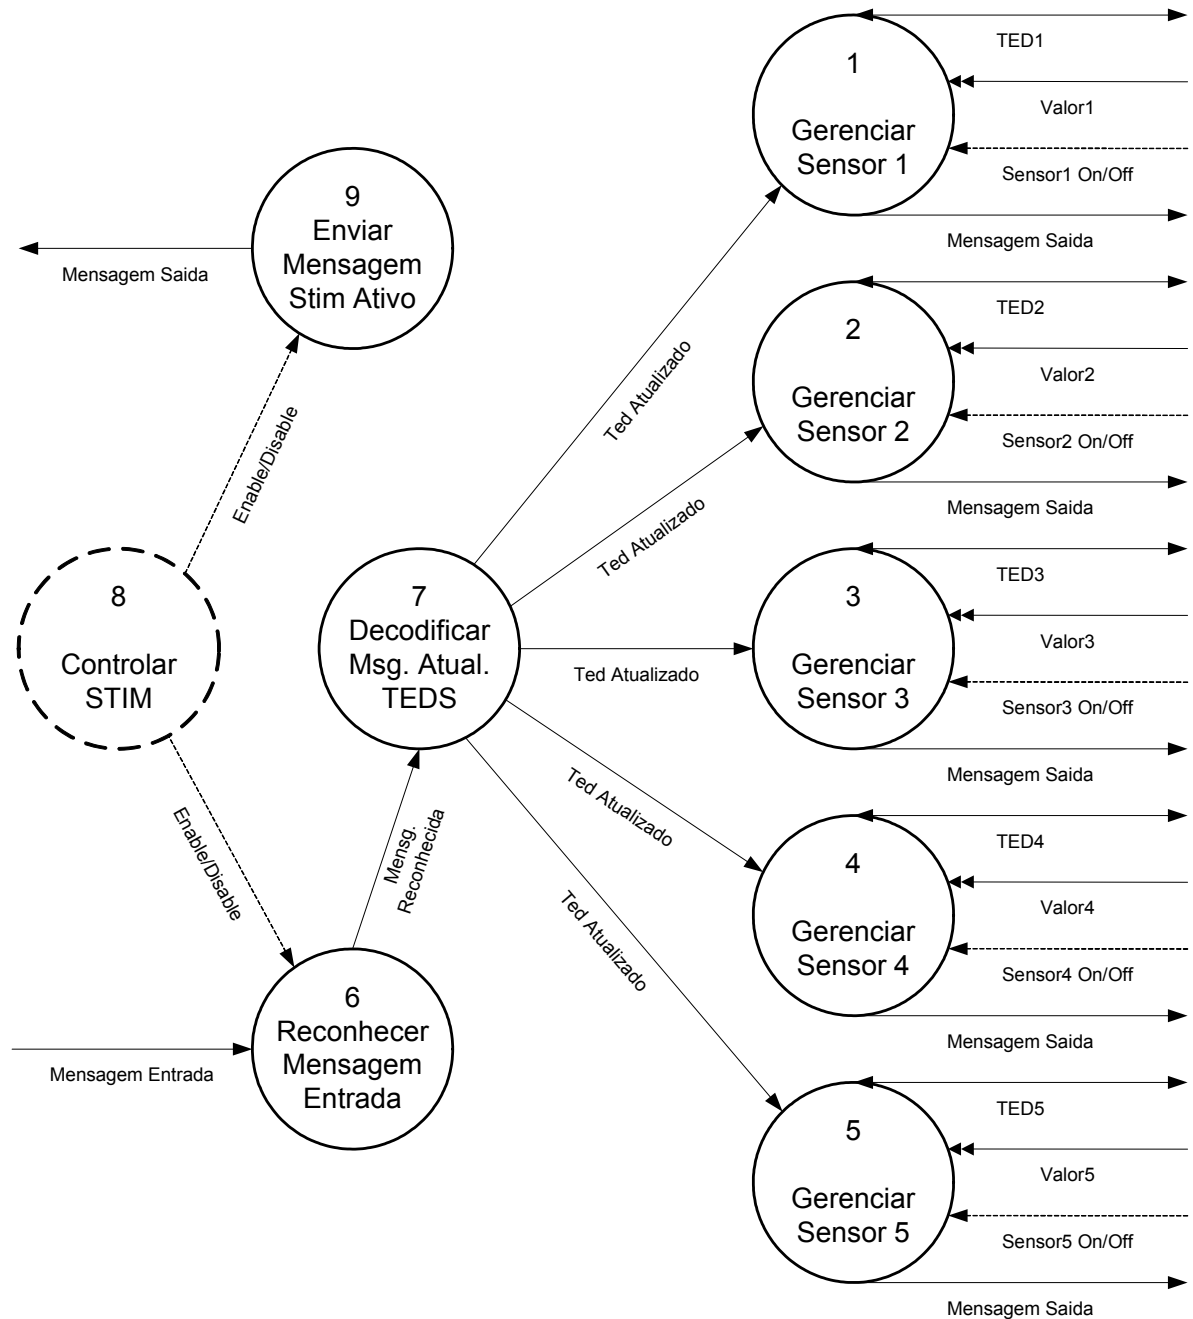 1
Gerenciar
Sensor 1
TED1
Valor1
Sensor1 On/Off
Mensagem Saida
9
Enviar
Mensagem
Stim Ativo
Mensagem Saida
Enable/Disable
Ted Atualizado
2
Gerenciar
Sensor 2
TED2
Valor2
Sensor2 On/Off
Mensagem Saida
Ted Atualizado
8
Controlar
STIM
7
Decodificar
Msg. Atual.
TEDS
Ted Atualizado
3
Gerenciar
Sensor 3
TED3
Valor3
Sensor3 On/Off
Mensagem Saida
Enable/Disable
Mensg.
Reconhecida
Ted Atualizado
4
Gerenciar
Sensor 4
TED4
Valor4
Sensor4 On/Off
Mensagem Saida
Ted Atualizado
6
Reconhecer
Mensagem
Entrada
Mensagem Entrada
5
Gerenciar
Sensor 5
TED5
Valor5
Sensor5 On/Off
Mensagem Saida